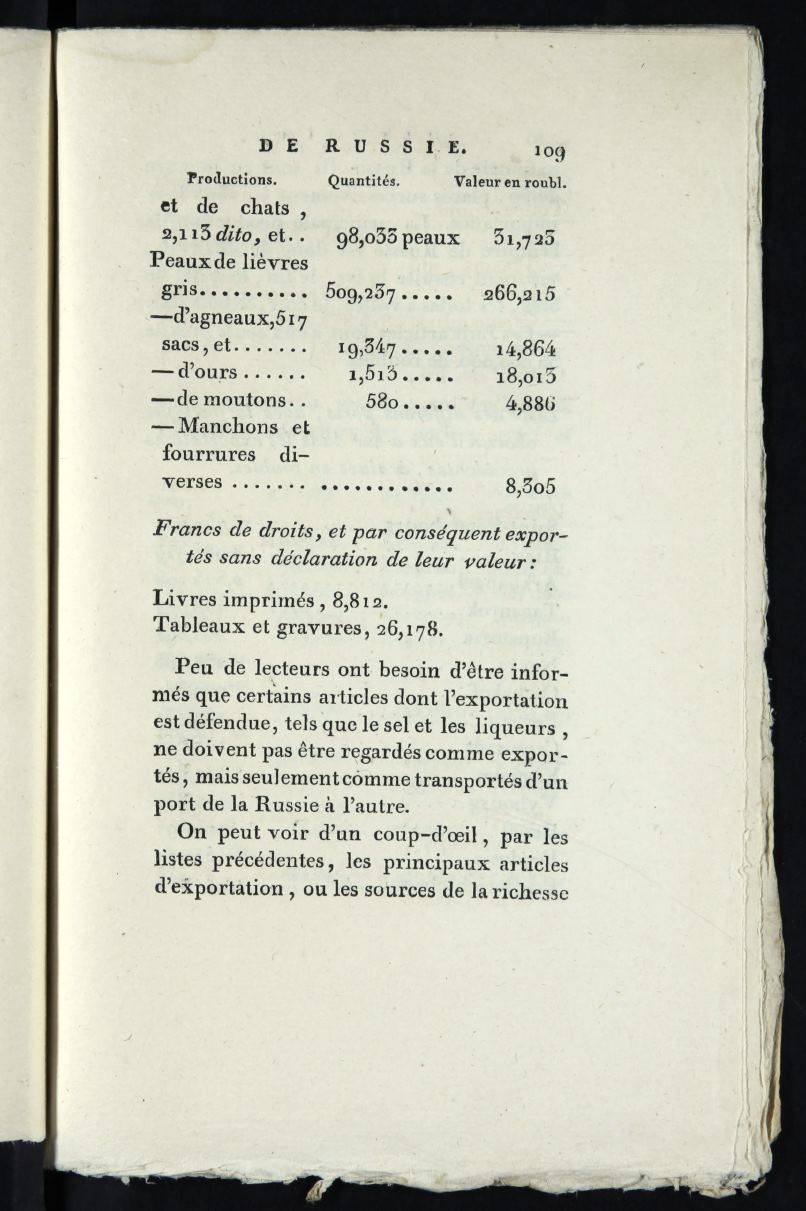 DE RUSSIE. 109
Productions. Quantités. Valeur en roubl.
et de chats ,
2,113 dito, et. . 98,033 peaux 31,723
Peaux de lièvres
gris.......... 509,237 ..... 266,215
—d'agneaux, 517
sacs, et....... 19,347 ..... 14,864
— d'ours ...... 1,513 ..... 18,013
— de moutons. . 580 ..... 4,886
— Manchons et
fourrures di-
verses ....... ............ 8,305
Francs de droits, et par conséquent expor-
tés sans déclaration de leur valeur :
Livres imprimés , 8,812.
Tableaux et gravures, 26,178.
Peu de lecteurs ont besoin d'être infor-
més que certains articles dont l'exportation
est défendue, tels que le sel et les liqueurs ,
ne doivent pas être regardés comme expor-
tés, mais seulement comme transportés d'un
port de la Russie à l'autre.
On peut voir d'un coup-d'œil, par les
listes précédentes, les principaux articles
d'exportation , ou les sources de la richesse